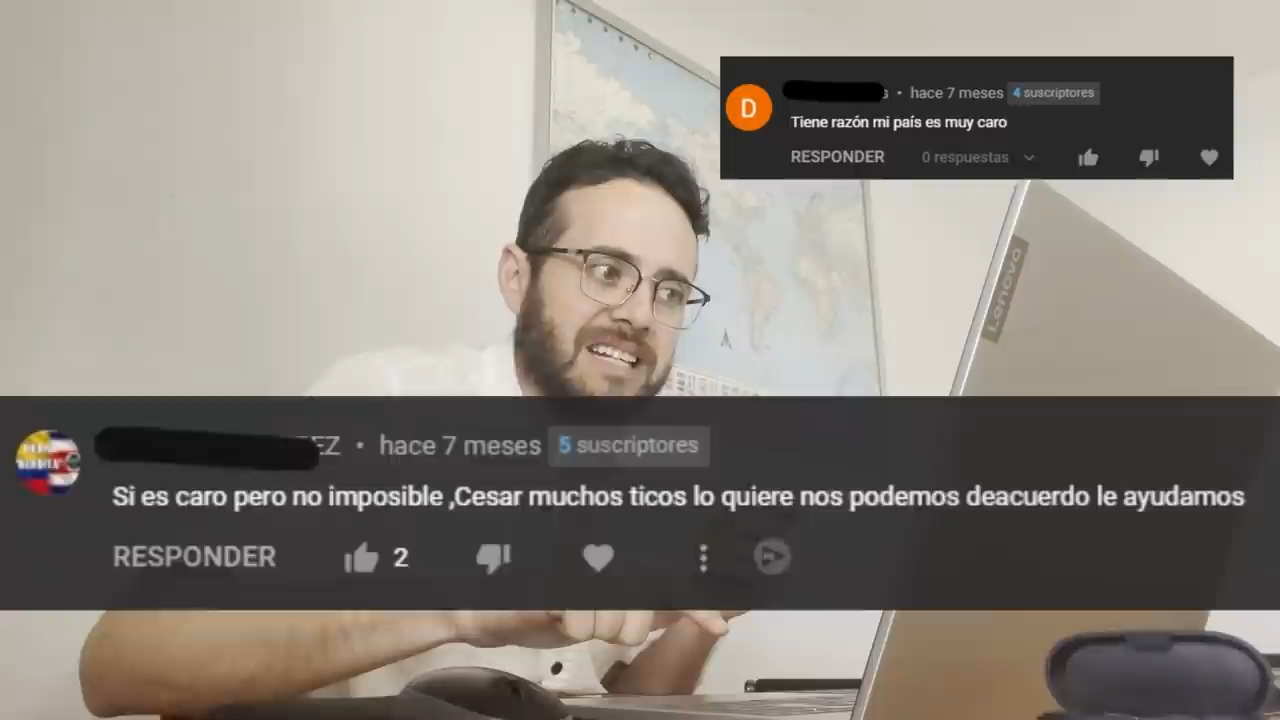 D
s • hace 7 meses 4 suscriptores
Tiene razón mi país es muy caro
RESPONDER 0 respuestas
Lenovo
EZ • hace 7 meses 5 suscriptores
Si es caro pero no imposible ,Cesar muchos ticos lo quiere nos podemos deacuerdo le ayudamos
RESPONDER 2